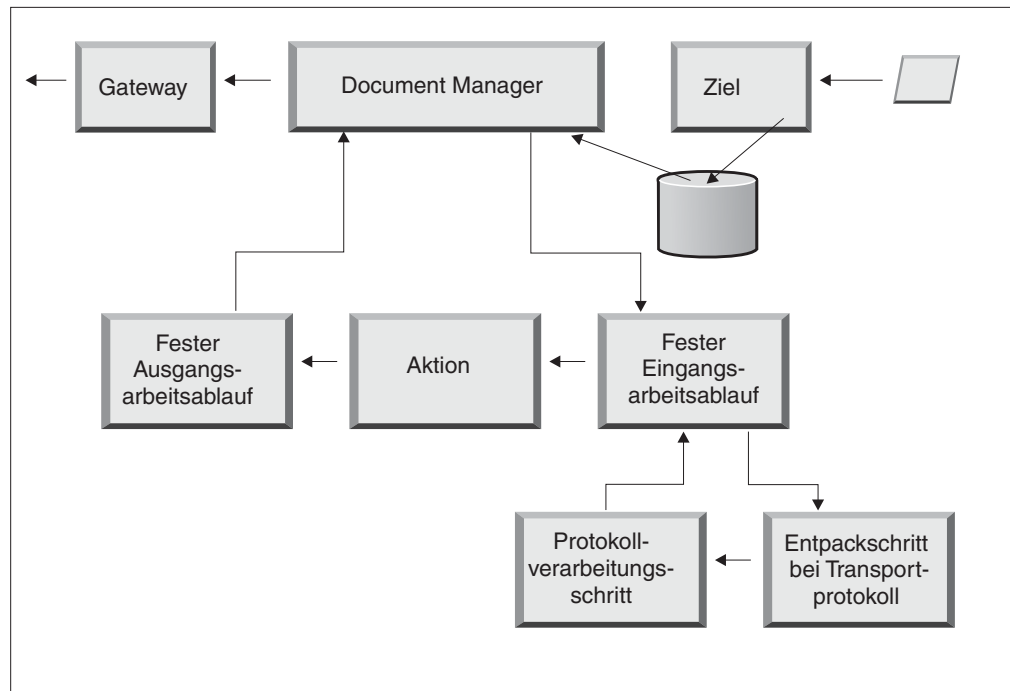 Gateway
Document Manager
Ziel
Fester
Ausgangs-
arbeitsablauf
Aktion
Fester
Eingangs-
arbeitsablauf
Protokoll-
verarbeitungs-
schritt
Entpackschritt
bei Transport-
protokoll